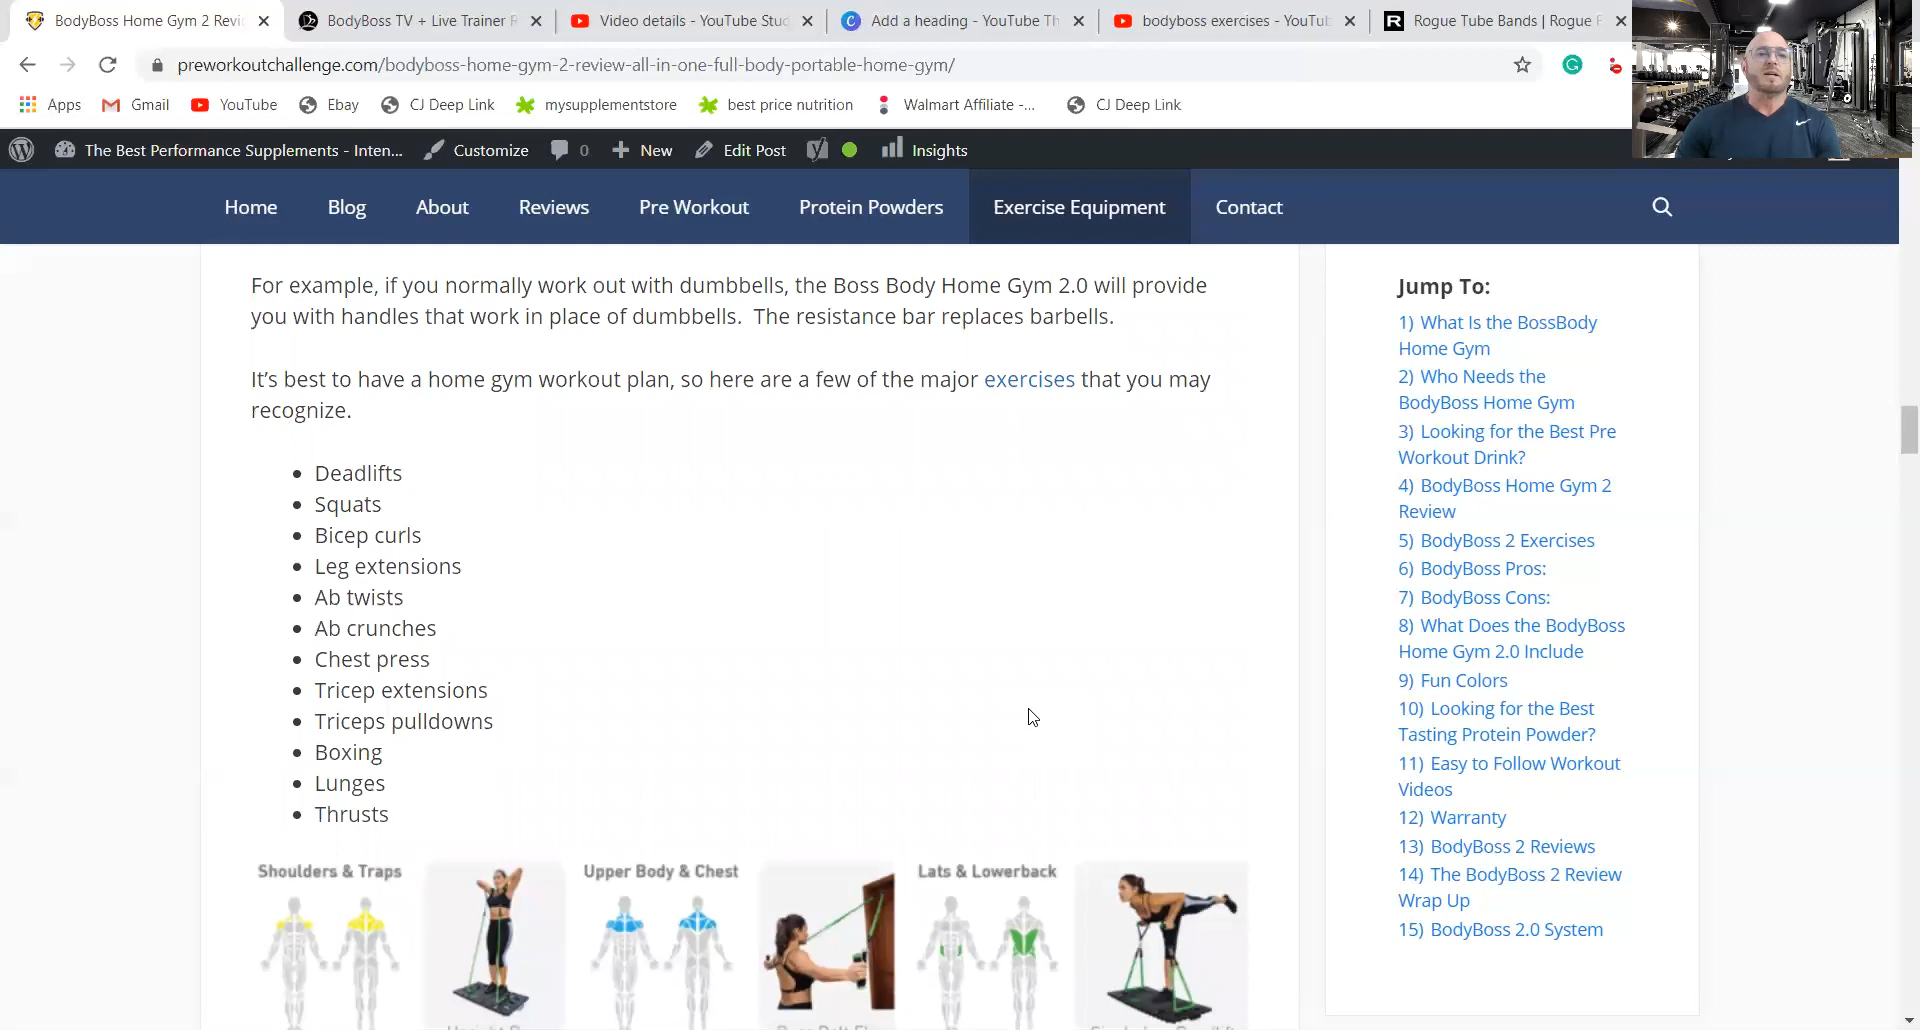 BodyBoss Home Gym 2 Revi
BodyBoss TV + Live Trainer
Video details - YouTube Stu
Add a heading - YouTube Th
bodyboss exercises - YouTu
Rogue Tube Bands | Rogue F
preworkoutchallenge.com/bodyboss-home-gym-2-review-all-in-one-full-body-portable-home-gym/
Apps
Gmail
YouTube
Ebay
CJ Deep Link
mysupplementstore
best price nutrition
Walmart Affiliate -...
CJ Deep Link
The Best Performance Supplements - Inten...
Customize
0
New
Edit Post
Insights
Home
Blog
About
Reviews
Pre Workout
Protein Powders
Exercise Equipment
Contact
For example, if you normally work out with dumbbells, the Boss Body Home Gym 2.0 will provide
you with handles that work in place of dumbbells.  The resistance bar replaces barbells.
It's best to have a home gym workout plan, so here are a few of the major exercises that you may
recognize.
Deadlifts
Squats
Bicep curls
Leg extensions
Ab twists
Ab crunches
Chest press
Tricep extensions
Triceps pulldowns
Boxing
Lunges
Thrusts
Shoulders & Traps
Upper Body & Chest
Lats & Lowerback
Jump To:
1) What Is the BossBody
Home Gym
2) Who Needs the
BodyBoss Home Gym
3) Looking for the Best Pre
Workout Drink?
4) BodyBoss Home Gym 2
Review
5) BodyBoss 2 Exercises
6) BodyBoss Pros:
7) BodyBoss Cons:
8) What Does the BodyBoss
Home Gym 2.0 Include
9) Fun Colors
10) Looking for the Best
Tasting Protein Powder?
11) Easy to Follow Workout
Videos
12) Warranty
13) BodyBoss 2 Reviews
14) The BodyBoss 2 Review
Wrap Up
15) BodyBoss 2.0 System